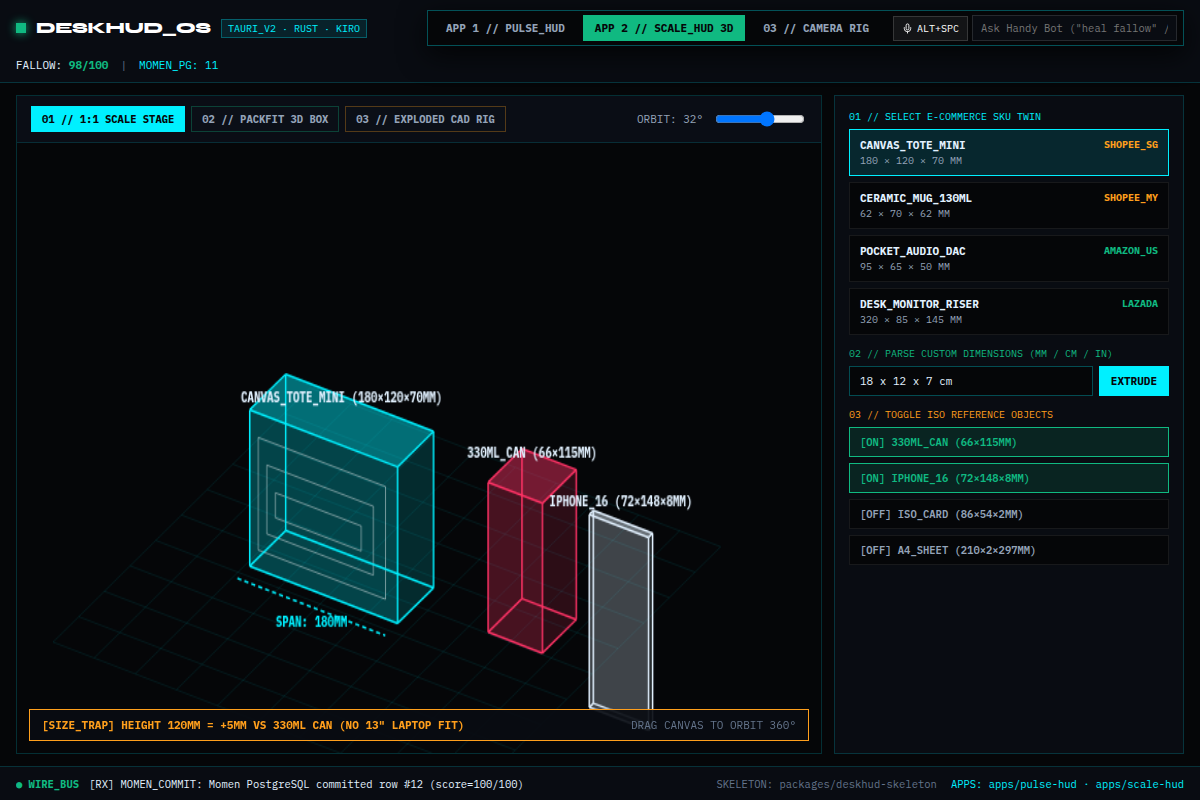 DESKHUD_OS
TAURI_V2 · RUST · KIRO
APP 1 // PULSE_HUD
APP 2 // SCALE_HUD 3D
03 // CAMERA RIG
ALT+SPC
Ask Handy Bot ("heal fallow" /
FALLOW: 98/100 | MOMEN_PG: 11
01 // 1:1 SCALE STAGE
02 // PACKFIT 3D BOX
03 // EXPLODED CAD RIG
ORBIT: 32°
CANVAS_TOTE_MINI (180×120×70MM)
330ML_CAN (66×115MM)
IPHONE_16 (72×148×8MM)
SPAN: 180MM
[SIZE_TRAP] HEIGHT 120MM = +5MM VS 330ML CAN (NO 13" LAPTOP FIT)
DRAG CANVAS TO ORBIT 360°
01 // SELECT E-COMMERCE SKU TWIN
CANVAS_TOTE_MINI SHOPEE_SG
180 × 120 × 70 MM
CERAMIC_MUG_130ML SHOPEE_MY
62 × 70 × 62 MM
POCKET_AUDIO_DAC AMAZON_US
95 × 65 × 50 MM
DESK_MONITOR_RISER LAZADA
320 × 85 × 145 MM
02 // PARSE CUSTOM DIMENSIONS (MM / CM / IN)
18 x 12 x 7 cm
EXTRUDE
03 // TOGGLE ISO REFERENCE OBJECTS
[ON] 330ML_CAN (66×115MM)
[ON] IPHONE_16 (72×148×8MM)
[OFF] ISO_CARD (86×54×2MM)
[OFF] A4_SHEET (210×2×297MM)
WIRE_BUS [RX] MOMEN_COMMIT: Momen PostgreSQL committed row #12 (score=100/100)
SKELETON: packages/deskhud-skeleton APPS: apps/pulse-hud · apps/scale-hud